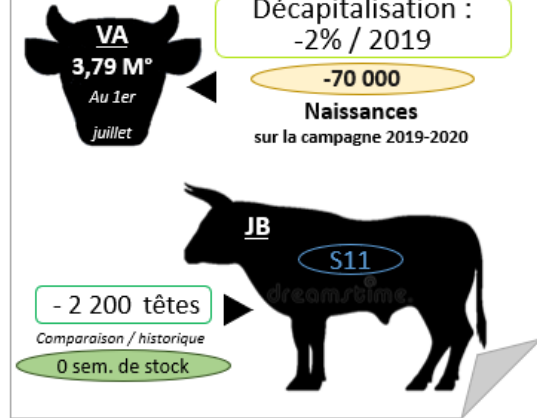 Décapitalisation :
-2% / 2019
VA
3,79 M°
Au 1er
juillet
-70 000
Naissances
sur la campagne 2019-2020
JB
S11
dreamstime.
- 2 200 têtes
Comparaison / historique
0 sem. de stock